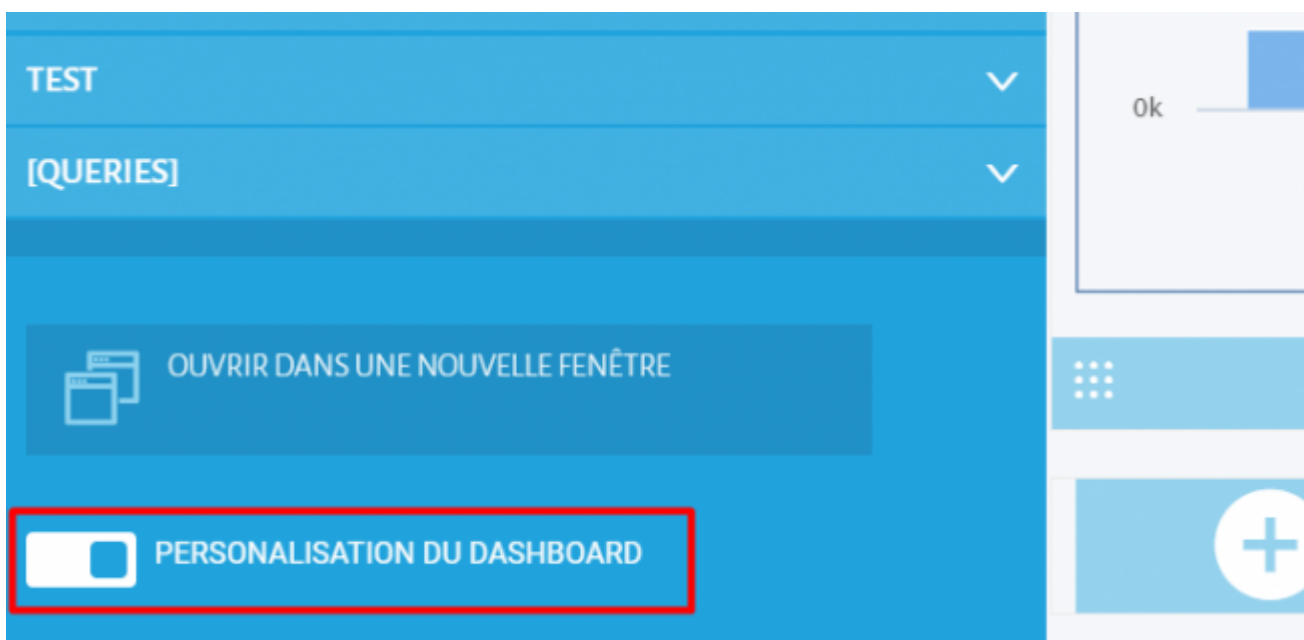 TEST
0k
[QUERIES]
OUVRIR DANS UNE NOUVELLE FENÊTRE
PERSONALISATION DU DASHBOARD